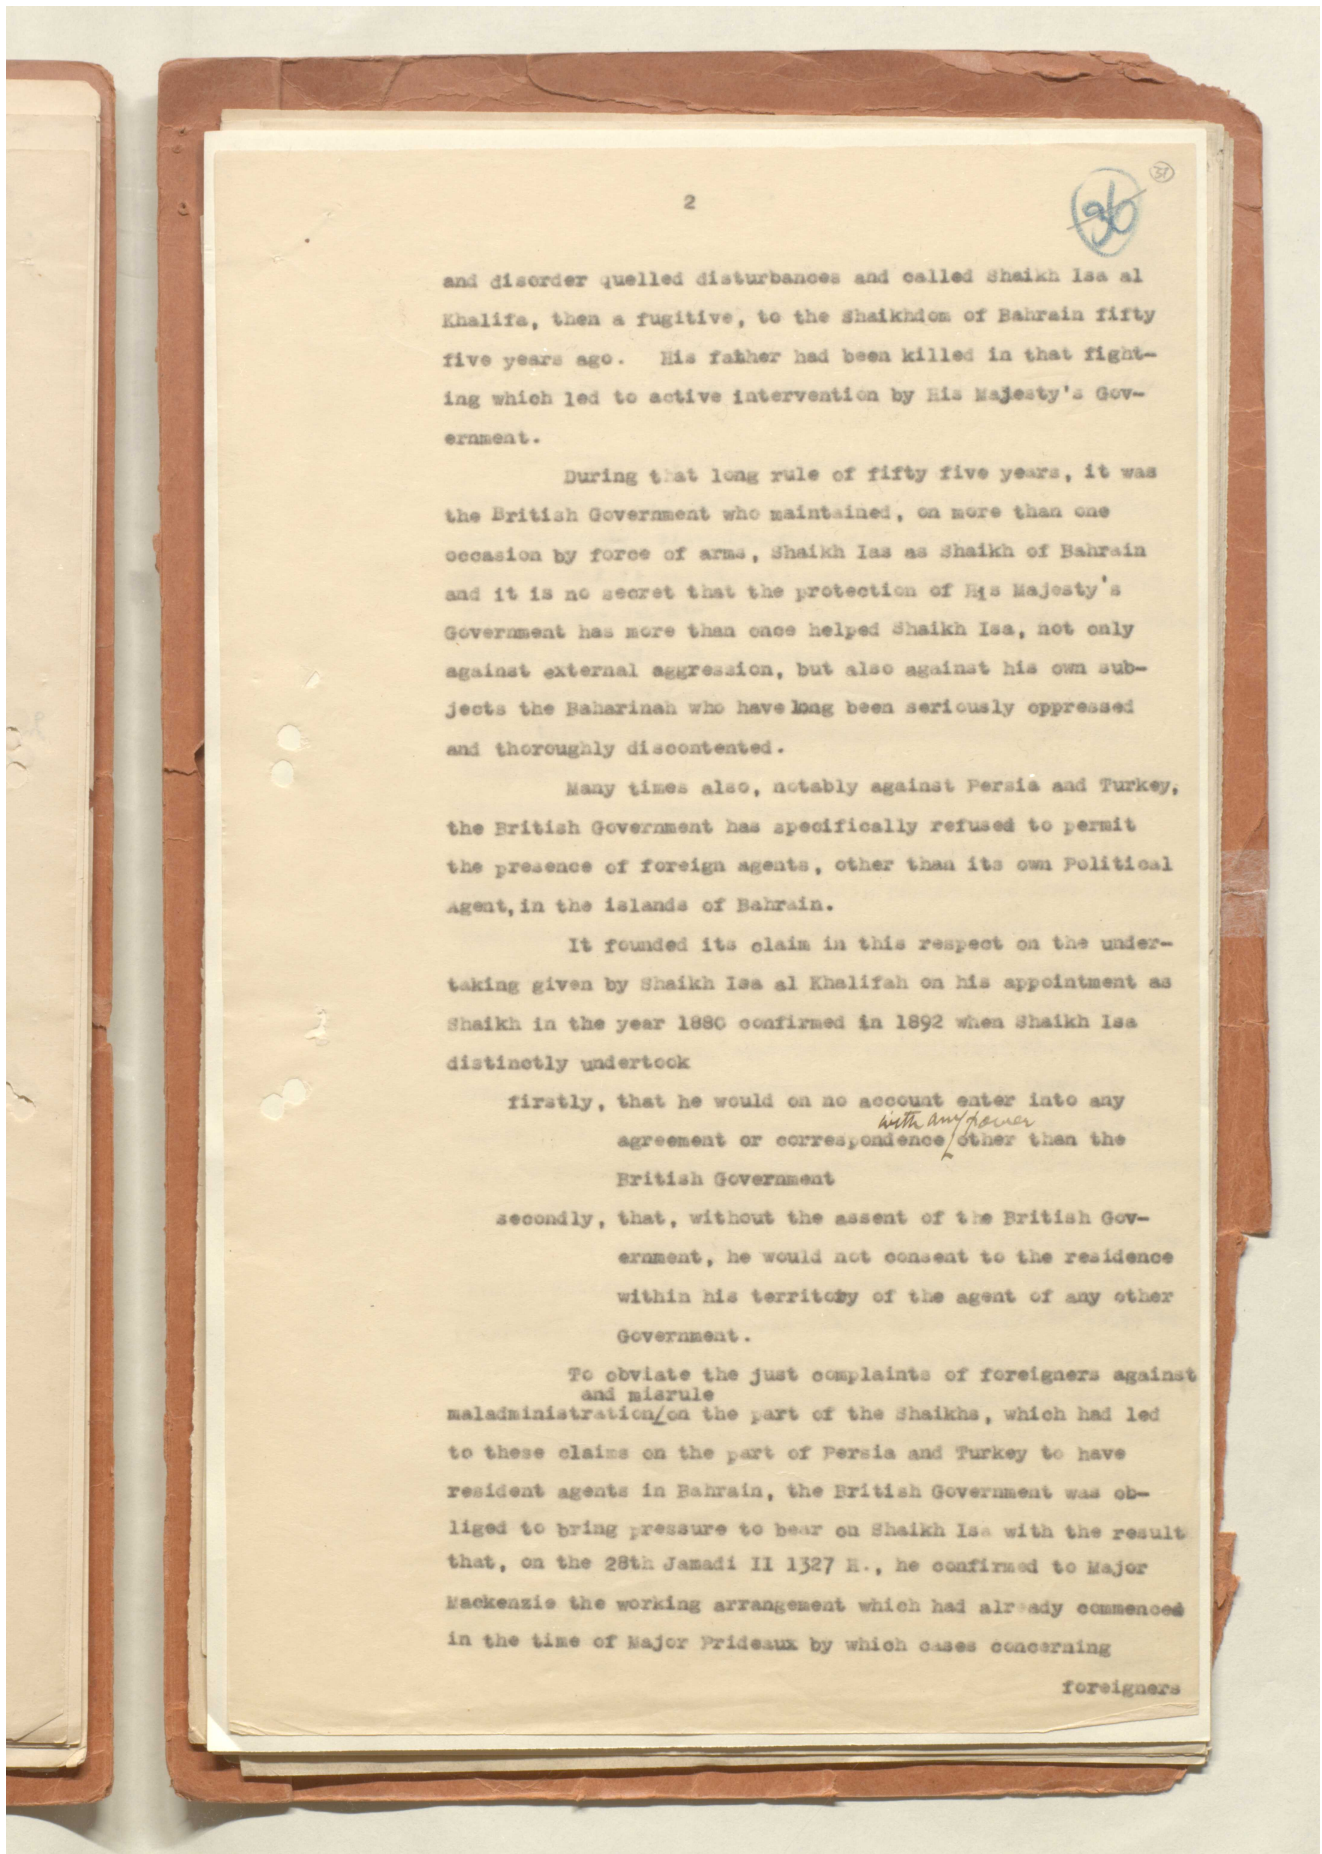 31
36
2
and disorder quelled disturbances and called Shaikh Isa al
Khalifa, then a fugitive, to the Shaikhdom of Bahrain fifty
five years ago. His father had been killed in that fight-
ing which led to active intervention by His Majesty's Gov-
ernment.
During that long rule of fifty five years, it was
the British Government who maintained, on more than one
occasion by force of arms, Shaikh Ias as Shaikh of Bahrain
and it is no secret that the protection of His Majesty's
Government has more than once helped Shaikh Isa, not only
against external aggression, but also against his own sub-
jects the Baharinah who have long been seriously oppressed
and thoroughly discontented.
Many times also, notably against Persia and Turkey,
the British Government has specifically refused to permit
the presence of foreign agents, other than its own Political
Agent, in the islands of Bahrain.
It founded its claim in this respect on the under-
taking given by Shaikh Isa al Khalifah on his appointment as
Shaikh in the year 1880 confirmed in 1892 when Shaikh Isa
distinctly undertook
firstly, that he would on no account enter into any
with any power
agreement or correspondence/other than the
British Government
secondly, that, without the assent of the British Gov-
ernment, he would not consent to the residence
within his territory of the agent of any other
Government.
To obviate the just complaints of foreigners against
and misrule
maladministration/on the part of the Shaikhs, which had led
to these claims on the part of Persia and Turkey to have
resident agents in Bahrain, the British Government was ob-
liged to bring pressure to bear on Shaikh Isa with the result
that, on the 28th Jamadi II 1327 H., he confirmed to Major
Mackenzie the working arrangement which had already commenced
in the time of Major Prideaux by which cases concerning
foreigners